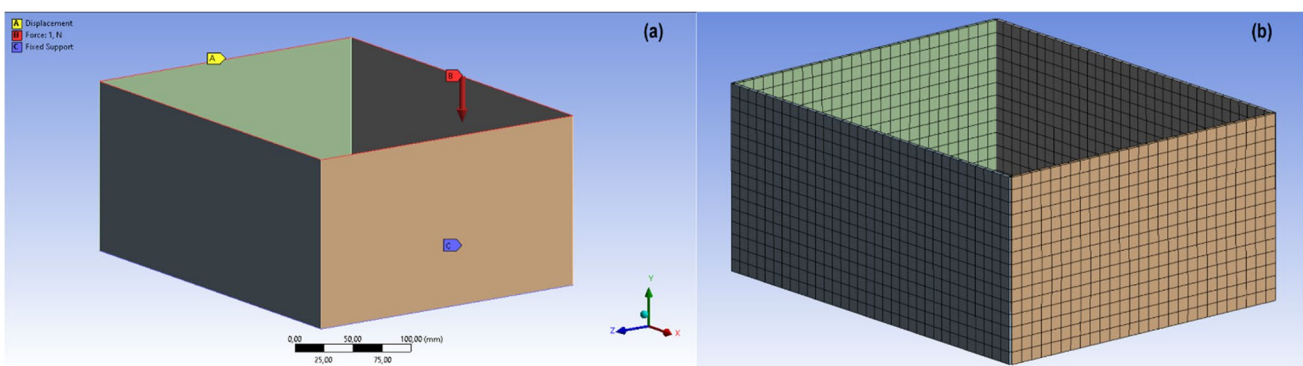 A Displacement
B Force: 1, N
C Fixed Support
(a)
A
B
C
Y
Z
X
0,00 50,00 100,00 (mm)
25,00 75,00
(b)